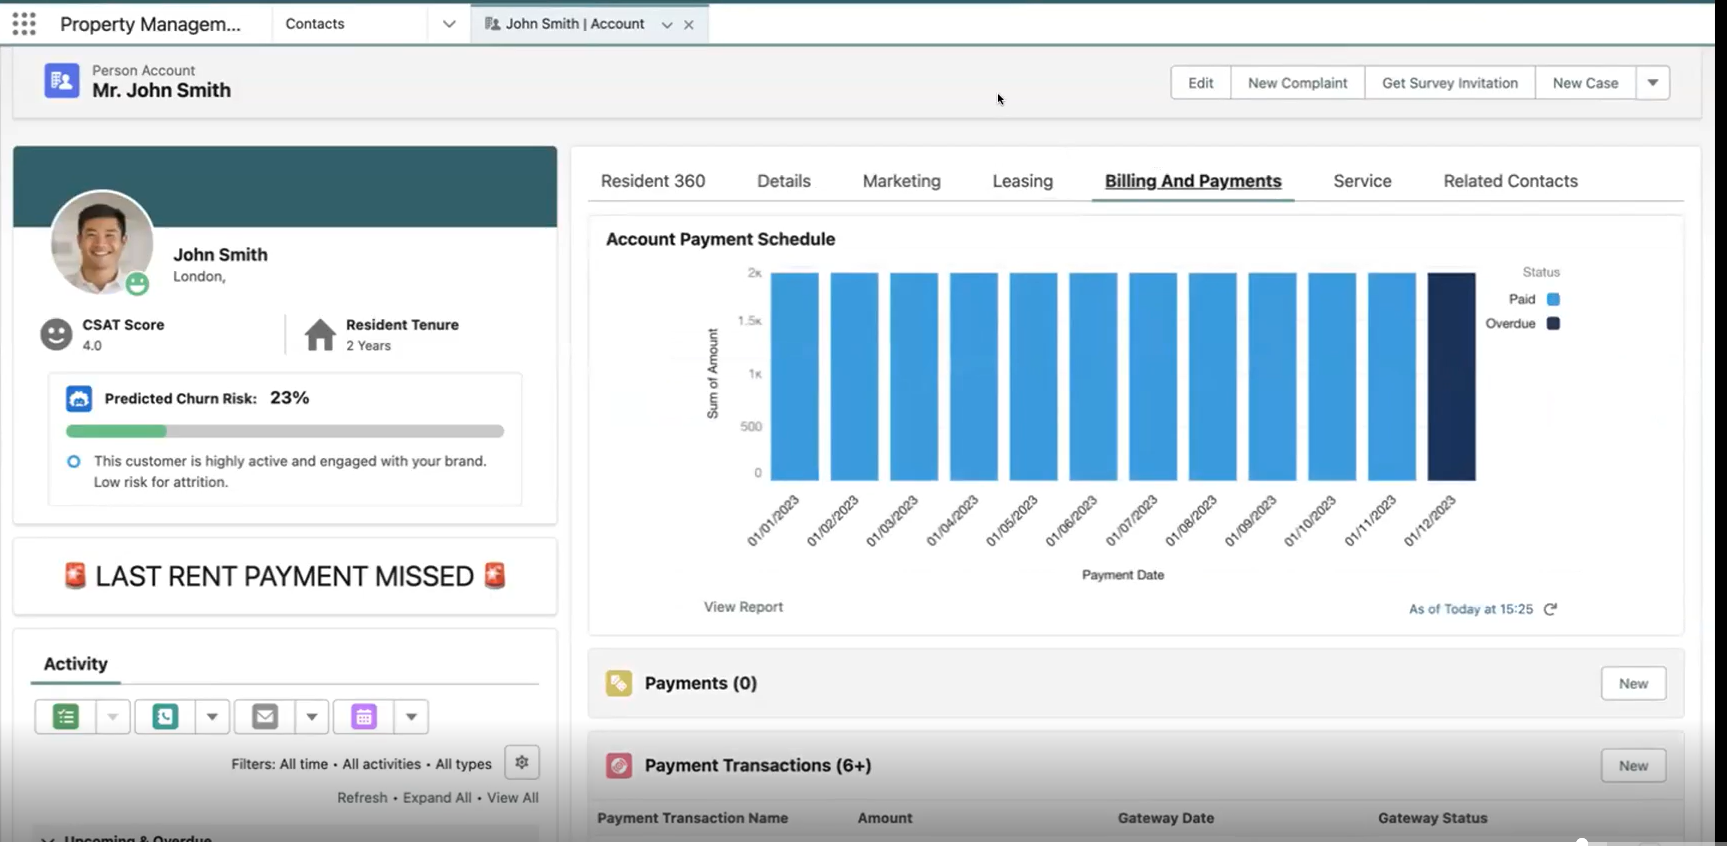 Property Managem...
Contacts
John Smith | Account
Person Account
Mr. John Smith
Edit
New Complaint
Get Survey Invitation
New Case
John Smith
London,
CSAT Score
4.0
Resident Tenure
2 Years
Predicted Churn Risk: 23%
This customer is highly active and engaged with your brand.
Low risk for attrition.
🚨 LAST RENT PAYMENT MISSED 🚨
Activity
Filters: All time • All activities • All types
Refresh • Expand All • View All
Upcoming & Overdue
Resident 360
Details
Marketing
Leasing
Billing And Payments
Service
Related Contacts
Account Payment Schedule
Sum of Amount
2K
1.5K
1K
500
0
01/01/2023
01/02/2023
01/03/2023
01/04/2023
01/05/2023
01/06/2023
01/07/2023
01/08/2023
01/09/2023
01/10/2023
01/11/2023
01/12/2023
Payment Date
Status
Paid
Overdue
View Report
As of Today at 15:25
Payments (0)
New
Payment Transactions (6+)
New
Payment Transaction Name
Amount
Gateway Date
Gateway Status